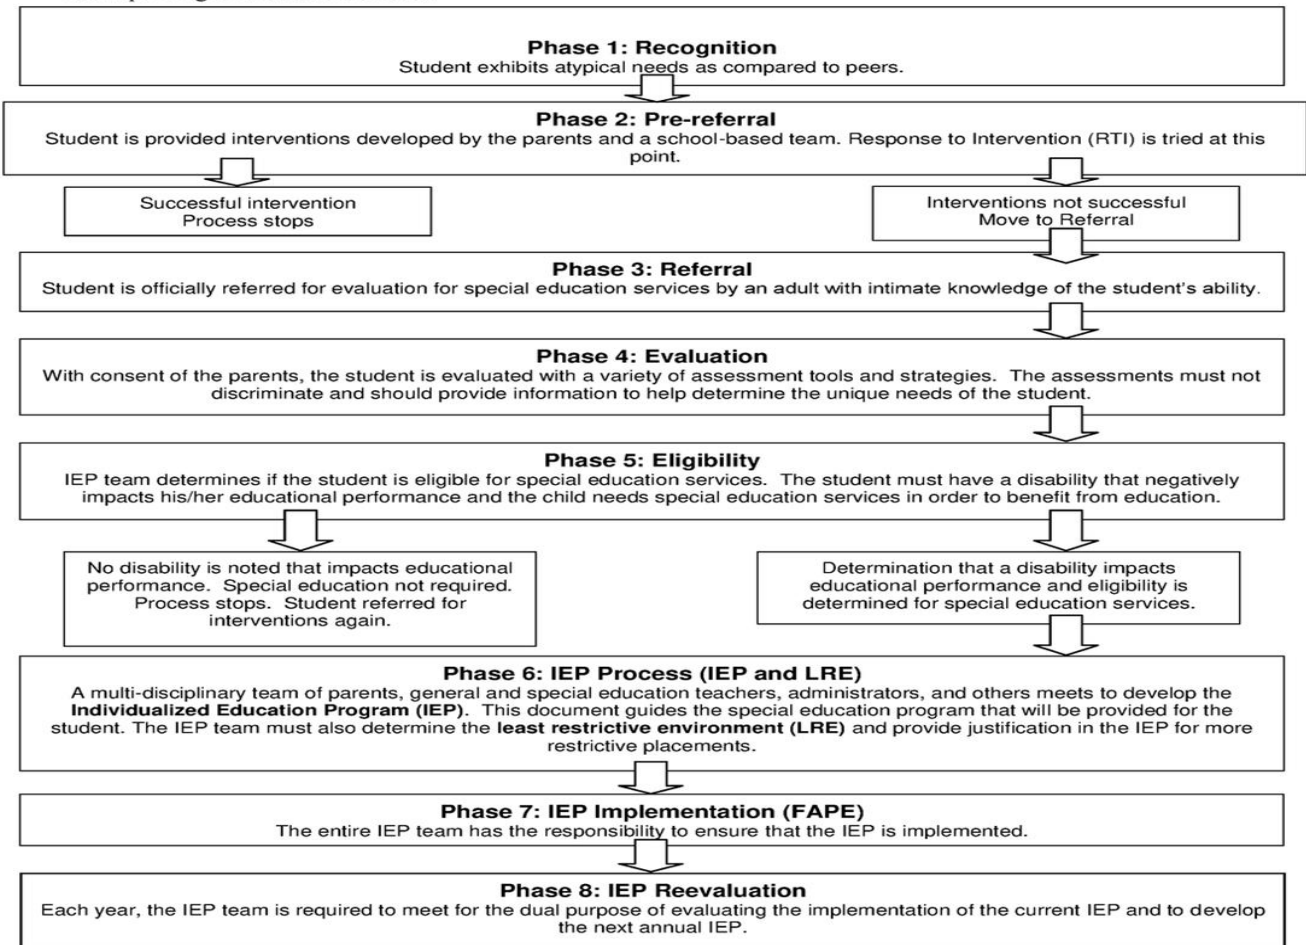 Phase 1: Recognition
Student exhibits atypical needs as compared to peers.
Phase 2: Pre-referral
Student is provided interventions developed by the parents and a school-based team. Response to Intervention (RTI) is tried at this
point.
Successful intervention
Process stops
Interventions not successful
Move to Referral
Phase 3: Referral
Student is officially referred for evaluation for special education services by an adult with intimate knowledge of the student's ability.
Phase 4: Evaluation
With consent of the parents, the student is evaluated with a variety of assessment tools and strategies. The assessments must not
discriminate and should provide information to help determine the unique needs of the student.
Phase 5: Eligibility
IEP team determines if the student is eligible for special education services. The student must have a disability that negatively
impacts his/her educational performance and the child needs special education services in order to benefit from education.
No disability is noted that impacts educational
performance. Special education not required.
Process stops. Student referred for
interventions again.
Determination that a disability impacts
educational performance and eligibility is
determined for special education services.
Phase 6: IEP Process (IEP and LRE)
A multi-disciplinary team of parents, general and special education teachers, administrators, and others meets to develop the
Individualized Education Program (IEP). This document guides the special education program that will be provided for the
student. The IEP team must also determine the least restrictive environment (LRE) and provide justification in the IEP for more
restrictive placements.
Phase 7: IEP Implementation (FAPE)
The entire IEP team has the responsibility to ensure that the IEP is implemented.
Phase 8: IEP Reevaluation
Each year, the IEP team is required to meet for the dual purpose of evaluating the implementation of the current IEP and to develop
the next annual IEP.